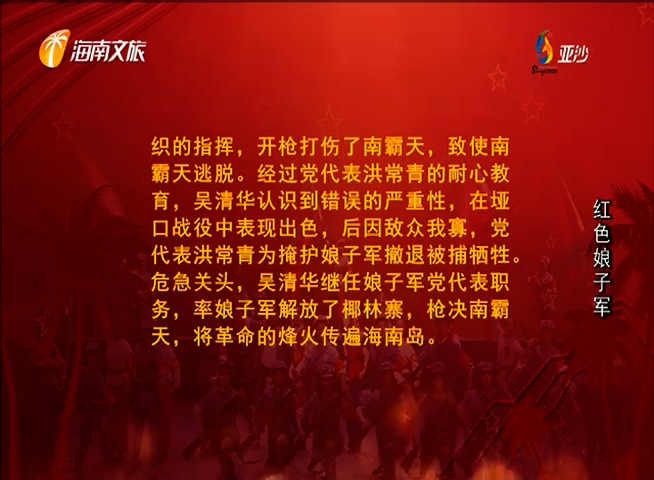 海南文旅
亚沙
织的指挥，开枪打伤了南霸天，致使南
霸天逃脱。经过党代表洪常青的耐心教
育，吴清华认识到错误的严重性，在垭
口战役中表现出色，后因敌众我寡，党
代表洪常青为掩护娘子军撤退被捕牺牲。
危急关头，吴清华继任娘子军党代表职
务，率娘子军解放了椰林寨，枪决南霸
天，将革命的烽火传遍海南岛。
红色娘子军